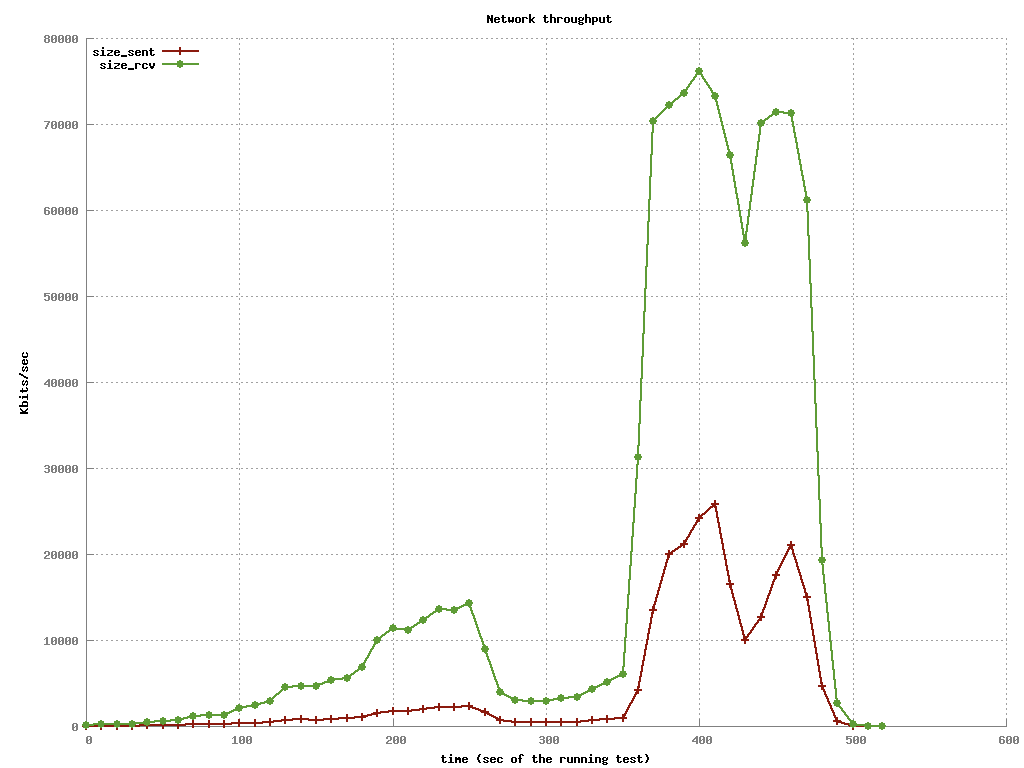 Network throughput
80000
size_sent
size_rcv
70000
60000
50000
Kbits/sec
40000
30000
20000
10000
0
0 100 200 300 400 500 600
time (sec of the running test)